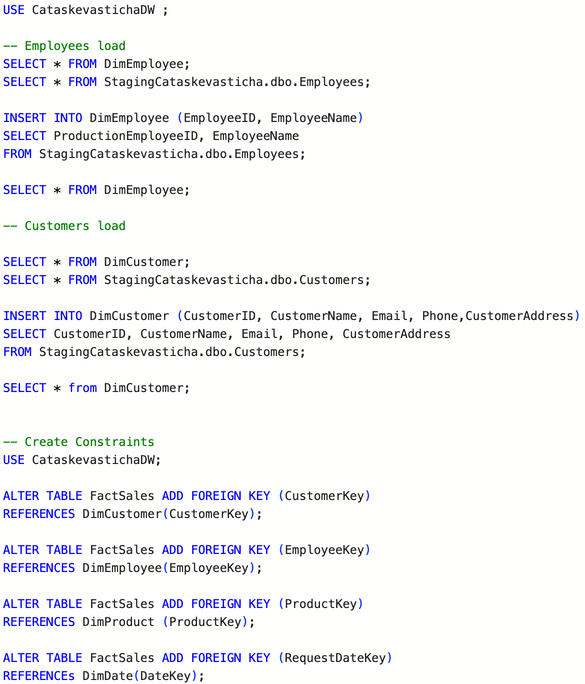 USE CataskevastichaDW ;
-- Employees load
SELECT * FROM DimEmployee;
SELECT * FROM StagingCataskevasticha.dbo.Employees;
INSERT INTO DimEmployee (EmployeeID, EmployeeName)
SELECT ProductionEmployeeID, EmployeeName
FROM StagingCataskevasticha.dbo.Employees;
SELECT * FROM DimEmployee;
-- Customers load
SELECT * FROM DimCustomer;
SELECT * FROM StagingCataskevasticha.dbo.Customers;
INSERT INTO DimCustomer (CustomerID, CustomerName, Email, Phone,CustomerAddress)
SELECT CustomerID, CustomerName, Email, Phone, CustomerAddress
FROM StagingCataskevasticha.dbo.Customers;
SELECT * from DimCustomer;
-- Create Constraints
USE CataskevastichaDW;
ALTER TABLE FactSales ADD FOREIGN KEY (CustomerKey)
REFERENCES DimCustomer(CustomerKey);
ALTER TABLE FactSales ADD FOREIGN KEY (EmployeeKey)
REFERENCES DimEmployee(EmployeeKey);
ALTER TABLE FactSales ADD FOREIGN KEY (ProductKey)
REFERENCES DimProduct (ProductKey);
ALTER TABLE FactSales ADD FOREIGN KEY (RequestDateKey)
REFERENCEs DimDate(DateKey);